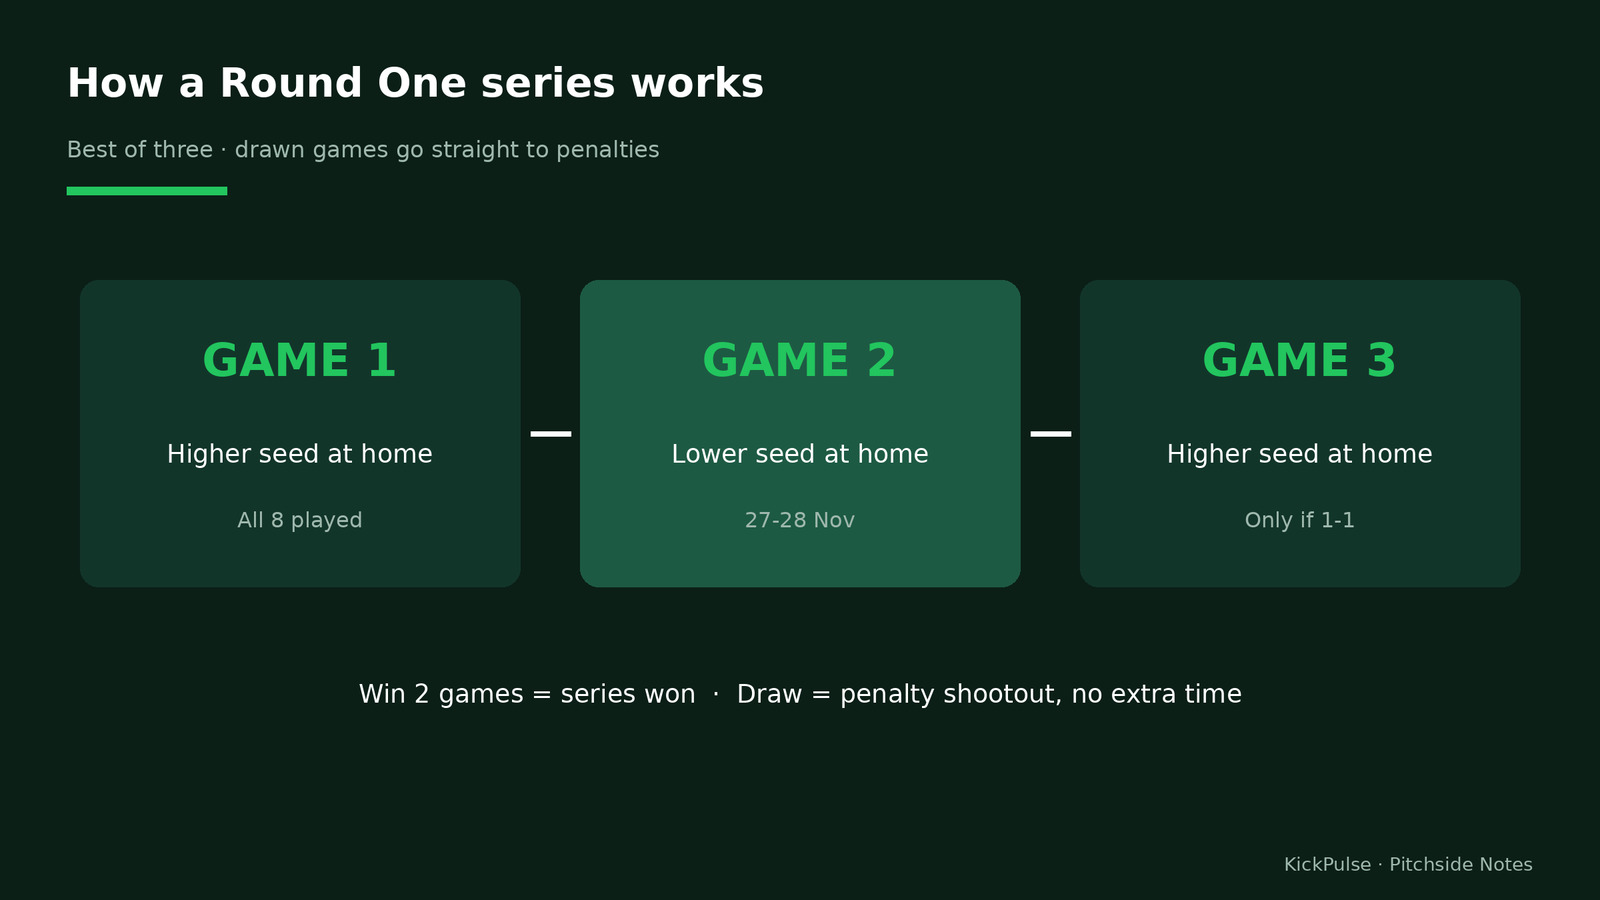 How a Round One series works
Best of three · drawn games go straight to penalties
GAME 1
Higher seed at home
All 8 played
GAME 2
Lower seed at home
27-28 Nov
GAME 3
Higher seed at home
Only if 1-1
Win 2 games = series won · Draw = penalty shootout, no extra time
KickPulse · Pitchside Notes